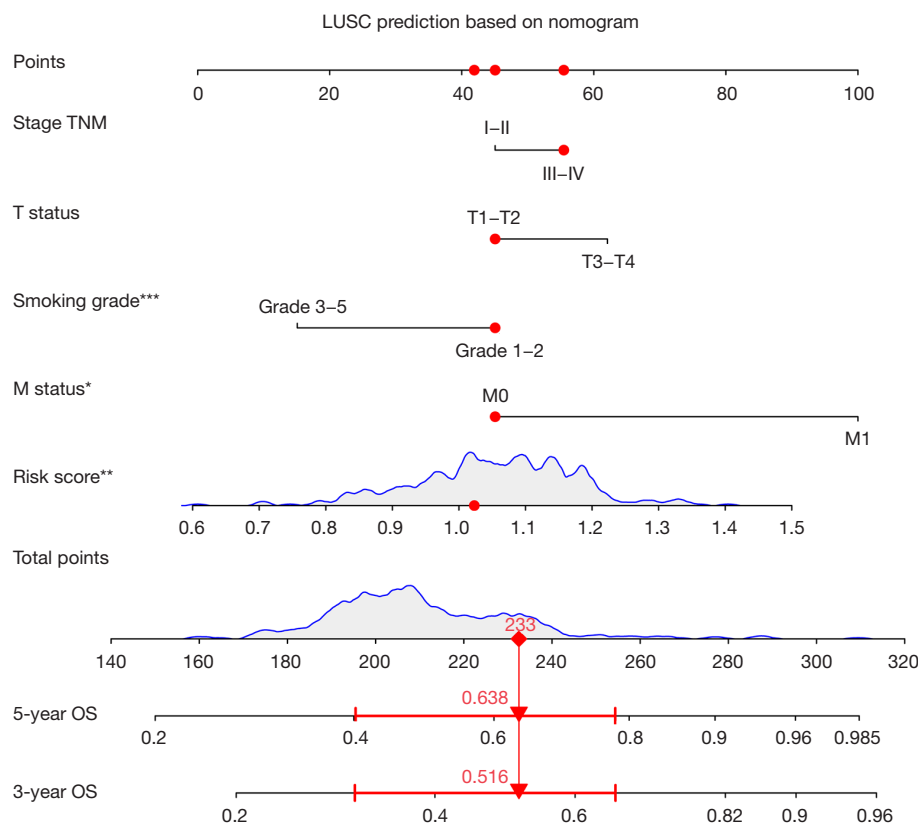 LUSC prediction based on nomogram
Points
0 20 40 60 80 100
Stage TNM
I–II
III–IV
T status
T1–T2
T3–T4
Smoking grade***
Grade 3–5
Grade 1–2
M status*
M0
M1
Risk score**
0.6 0.7 0.8 0.9 1.0 1.1 1.2 1.3 1.4 1.5
Total points
233
140 160 180 200 220 240 260 280 300 320
0.638
5-year OS
0.2 0.4 0.6 0.8 0.9 0.96 0.985
0.516
3-year OS
0.2 0.4 0.6 0.82 0.9 0.96